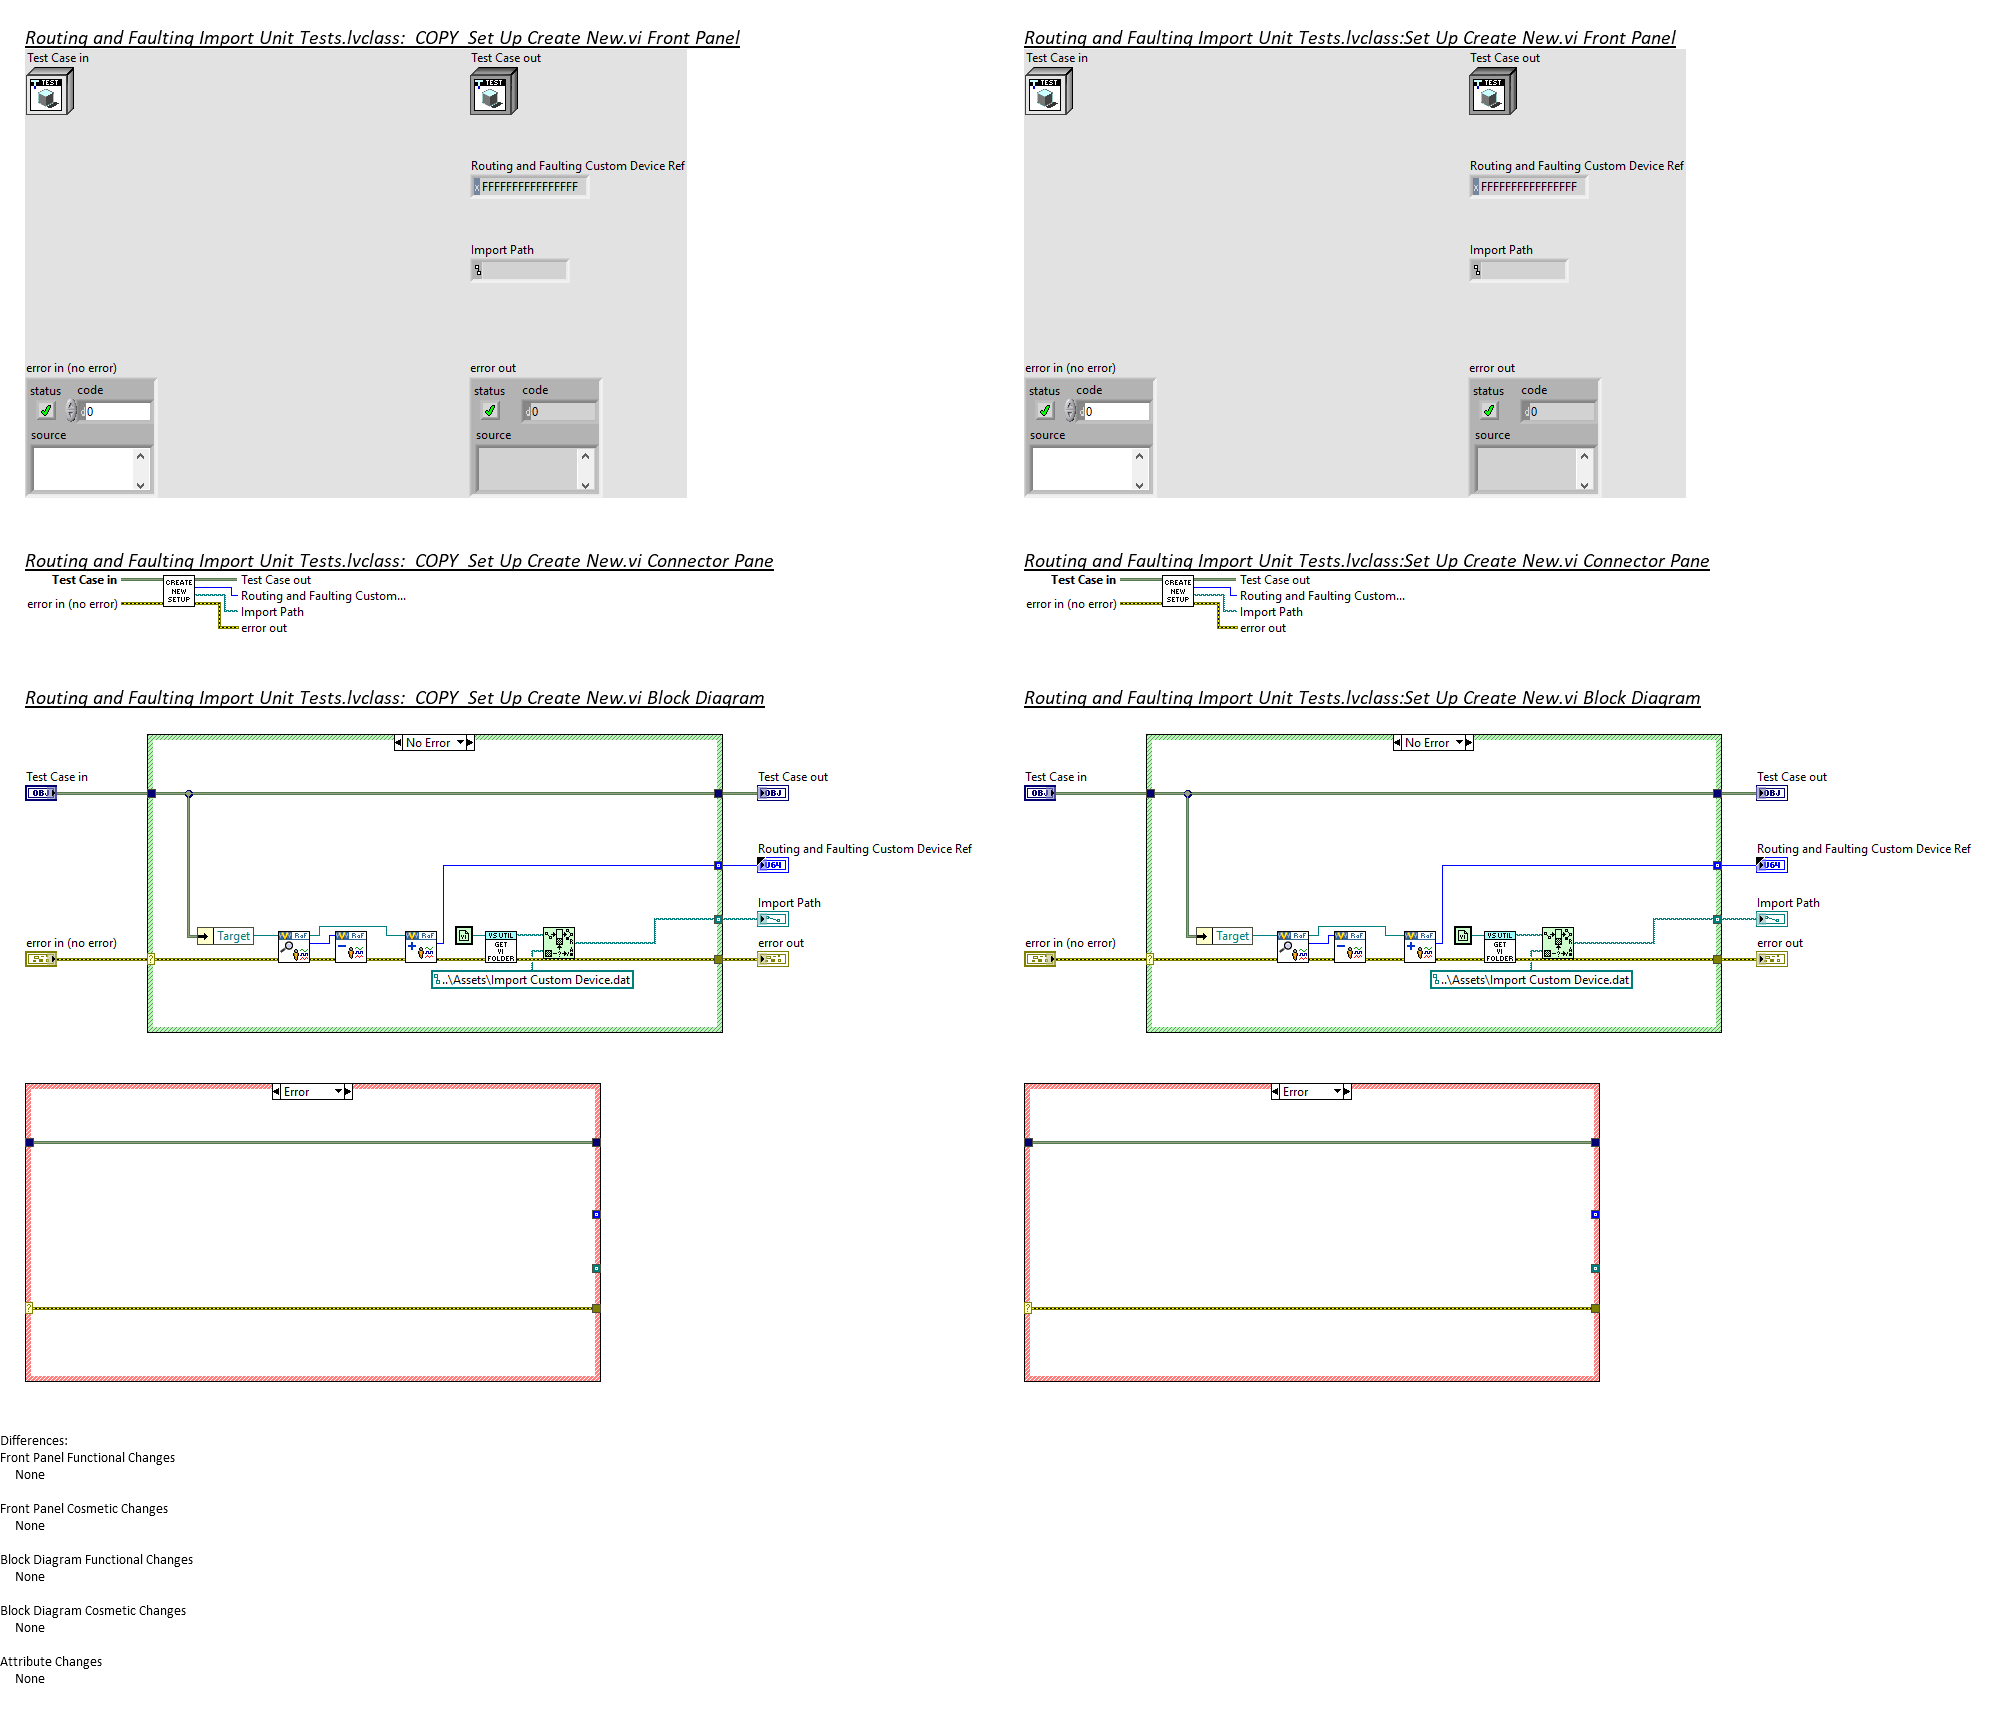 Routing and Faulting Import Unit Tests.lvclass:  COPY  Set Up Create New.vi Front Panel
Test Case in
TEST
Test Case out
TEST
Routing and Faulting Custom Device Ref
x FFFFFFFFFFFFFFFF
Import Path
error in (no error)
status code
d 0
source
error out
status code
d 0
source
Routing and Faulting Import Unit Tests.lvclass:Set Up Create New.vi Front Panel
Test Case in
TEST
Test Case out
TEST
Routing and Faulting Custom Device Ref
x FFFFFFFFFFFFFFFF
Import Path
error in (no error)
status code
d 0
source
error out
status code
d 0
source
Routing and Faulting Import Unit Tests.lvclass:  COPY  Set Up Create New.vi Connector Pane
Test Case in
error in (no error)
CREATE
NEW
SETUP
Test Case out
Routing and Faulting Custom...
Import Path
error out
Routing and Faulting Import Unit Tests.lvclass:Set Up Create New.vi Connector Pane
Test Case in
error in (no error)
CREATE
NEW
SETUP
Test Case out
Routing and Faulting Custom...
Import Path
error out
Routing and Faulting Import Unit Tests.lvclass:  COPY  Set Up Create New.vi Block Diagram
No Error
Test Case in
OBJ
Test Case out
OBJ
Routing and Faulting Custom Device Ref
U64
Import Path
error in (no error)
Target
RaF
RaF
RaF
VI
VS UTIL
GET
VI
FOLDER
error out
?
..\Assets\Import Custom Device.dat
Error
?
Routing and Faulting Import Unit Tests.lvclass:Set Up Create New.vi Block Diagram
No Error
Test Case in
OBJ
Test Case out
OBJ
Routing and Faulting Custom Device Ref
U64
Import Path
error in (no error)
Target
RaF
RaF
RaF
VI
VS UTIL
GET
VI
FOLDER
error out
?
..\Assets\Import Custom Device.dat
Error
?
Differences:
Front Panel Functional Changes
None
Front Panel Cosmetic Changes
None
Block Diagram Functional Changes
None
Block Diagram Cosmetic Changes
None
Attribute Changes
None